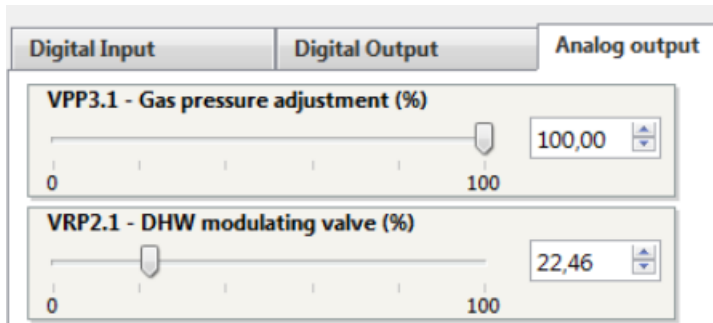 Digital Input Digital Output Analog output
VPP3.1 - Gas pressure adjustment (%)
100,00
0 100
VRP2.1 - DHW modulating valve (%)
22,46
0 100